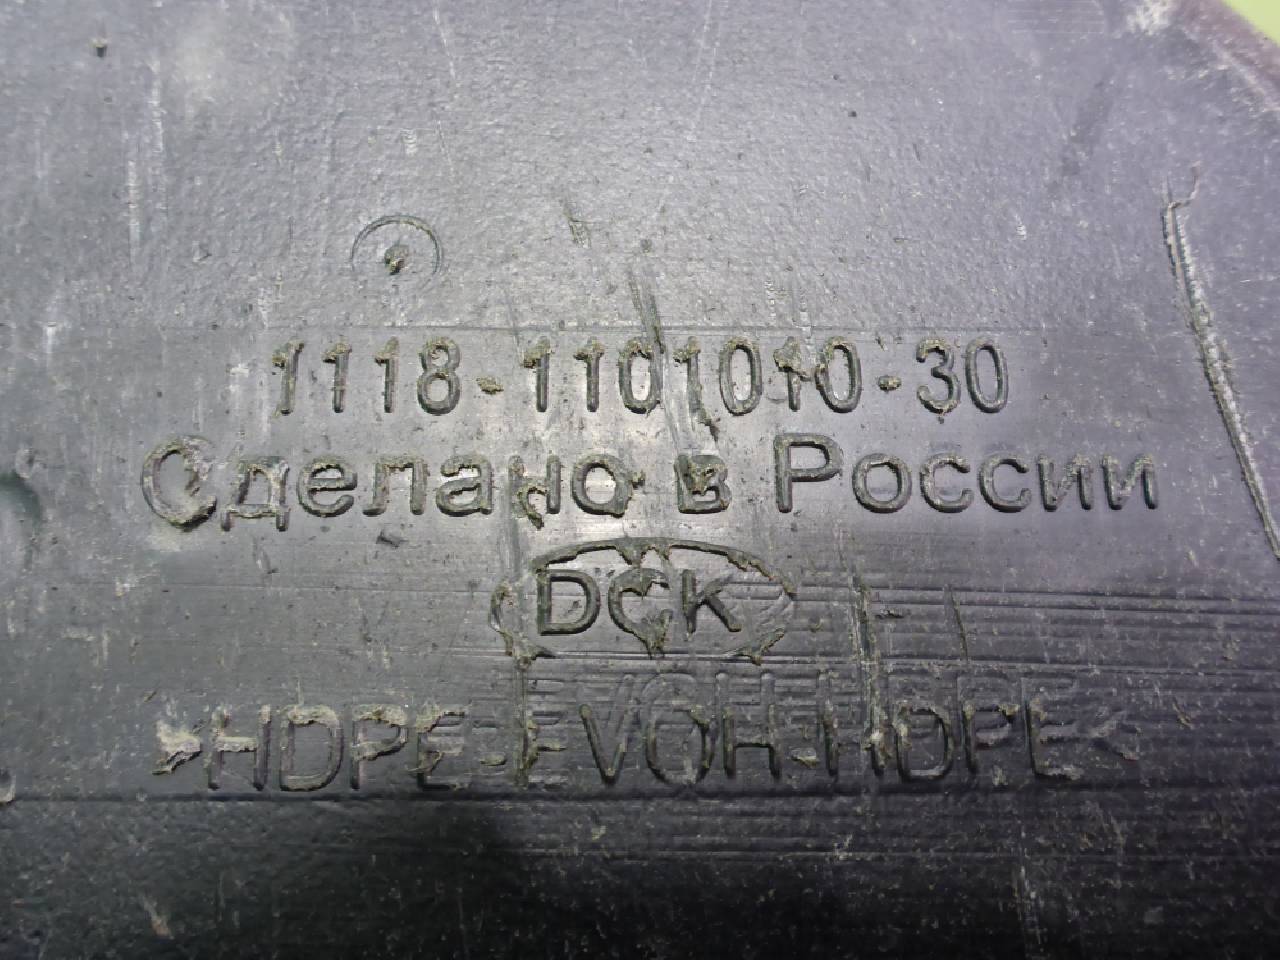 1118-1101010-30
Сделано в России
DCK
>HDPE-EVOH-HDPE<